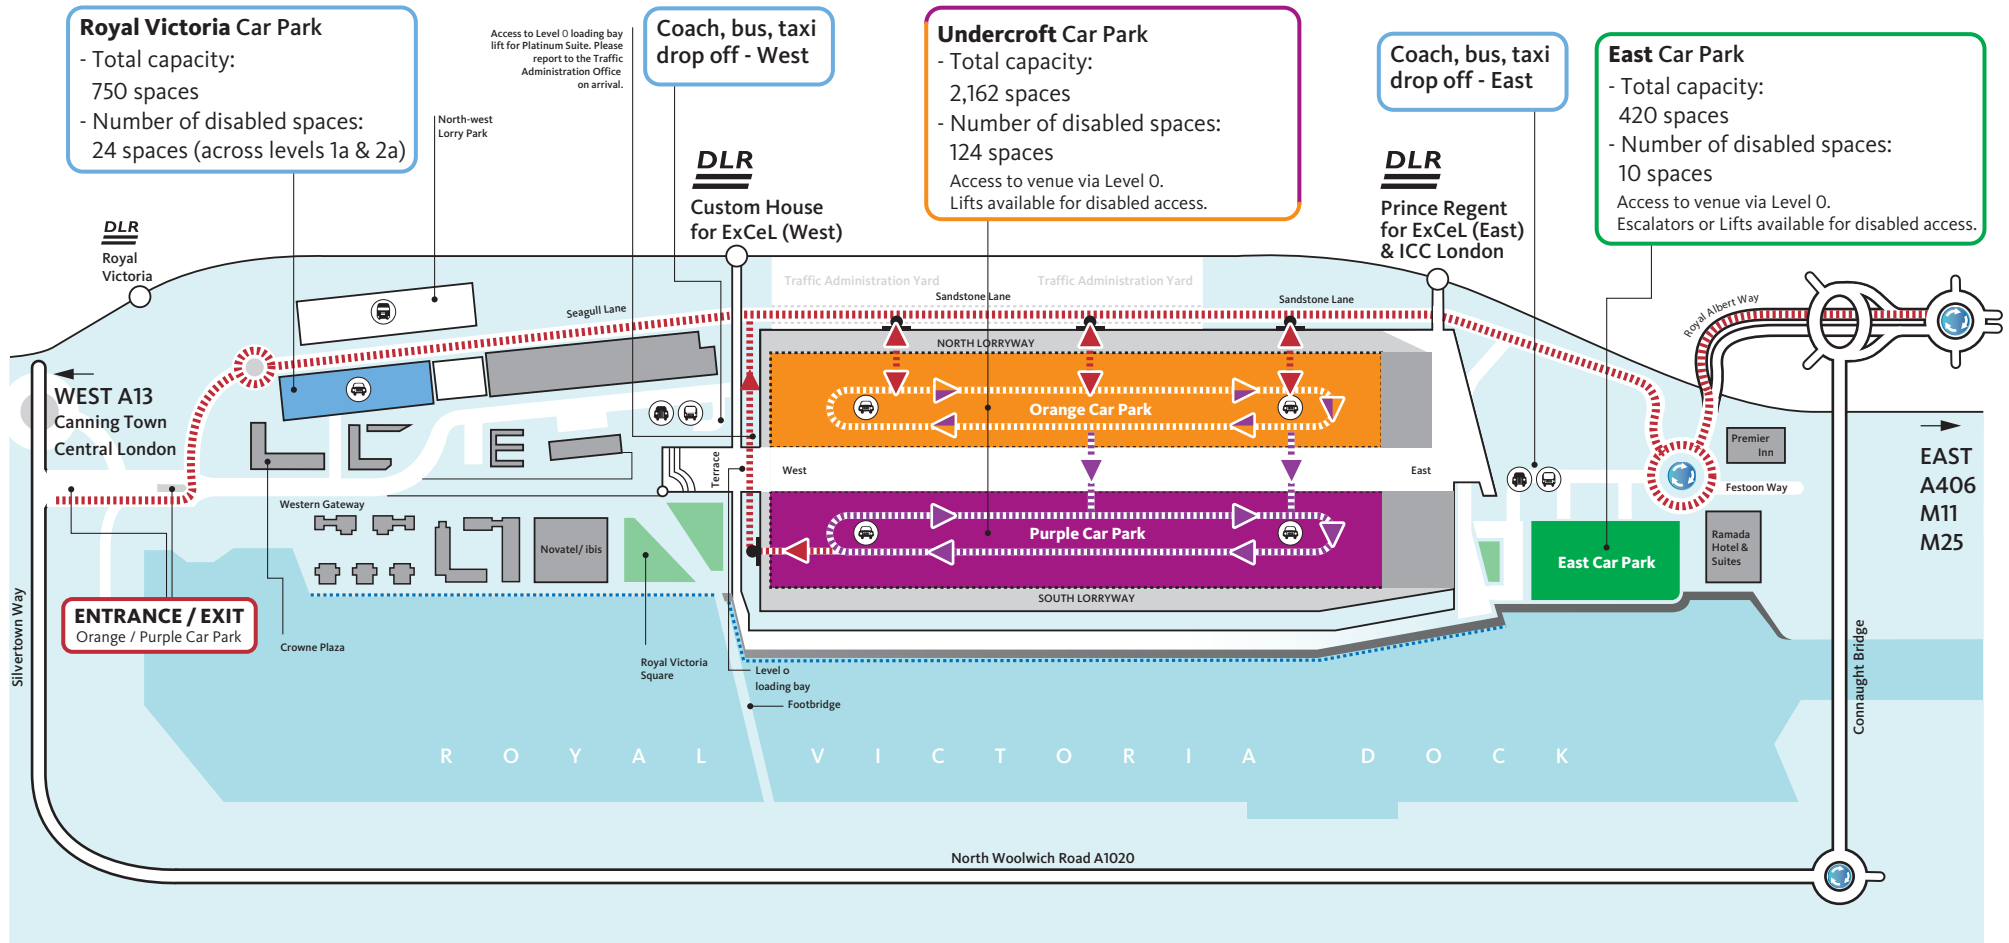 Royal Victoria Car Park
- Total capacity:
750 spaces
- Number of disabled spaces:
24 spaces (across levels 1a & 2a)
Access to Level 0 loading bay
lift for Platinum Suite. Please
report to the Traffic
Administration Office
on arrival.
Coach, bus, taxi
drop off - West
Undercroft Car Park
- Total capacity:
2,162 spaces
- Number of disabled spaces:
124 spaces
Access to venue via Level 0.
Lifts available for disabled access.
Coach, bus, taxi
drop off - East
East Car Park
- Total capacity:
420 spaces
- Number of disabled spaces:
10 spaces
Access to venue via Level 0.
Escalators or Lifts available for disabled access.
North-west
Lorry Park
DLR
Royal
Victoria
DLR
Custom House
for ExCeL (West)
DLR
Prince Regent
for ExCeL (East)
& ICC London
Traffic Administration Yard
Traffic Administration Yard
Sandstone Lane
Sandstone Lane
Seagull Lane
Royal Albert Way
NORTH LORRYWAY
WEST A13
Canning Town
Central London
Orange Car Park
Terrace
West
East
Premier
Inn
Festoon Way
EAST
A406
M11
M25
Western Gateway
Novatel/ ibis
Purple Car Park
East Car Park
Ramada
Hotel &
Suites
SOUTH LORRYWAY
ENTRANCE / EXIT
Orange / Purple Car Park
Crowne Plaza
Royal Victoria
Square
Level 0
loading bay
Footbridge
Silvertown Way
Connaught Bridge
ROYAL VICTORIA DOCK
North Woolwich Road A1020